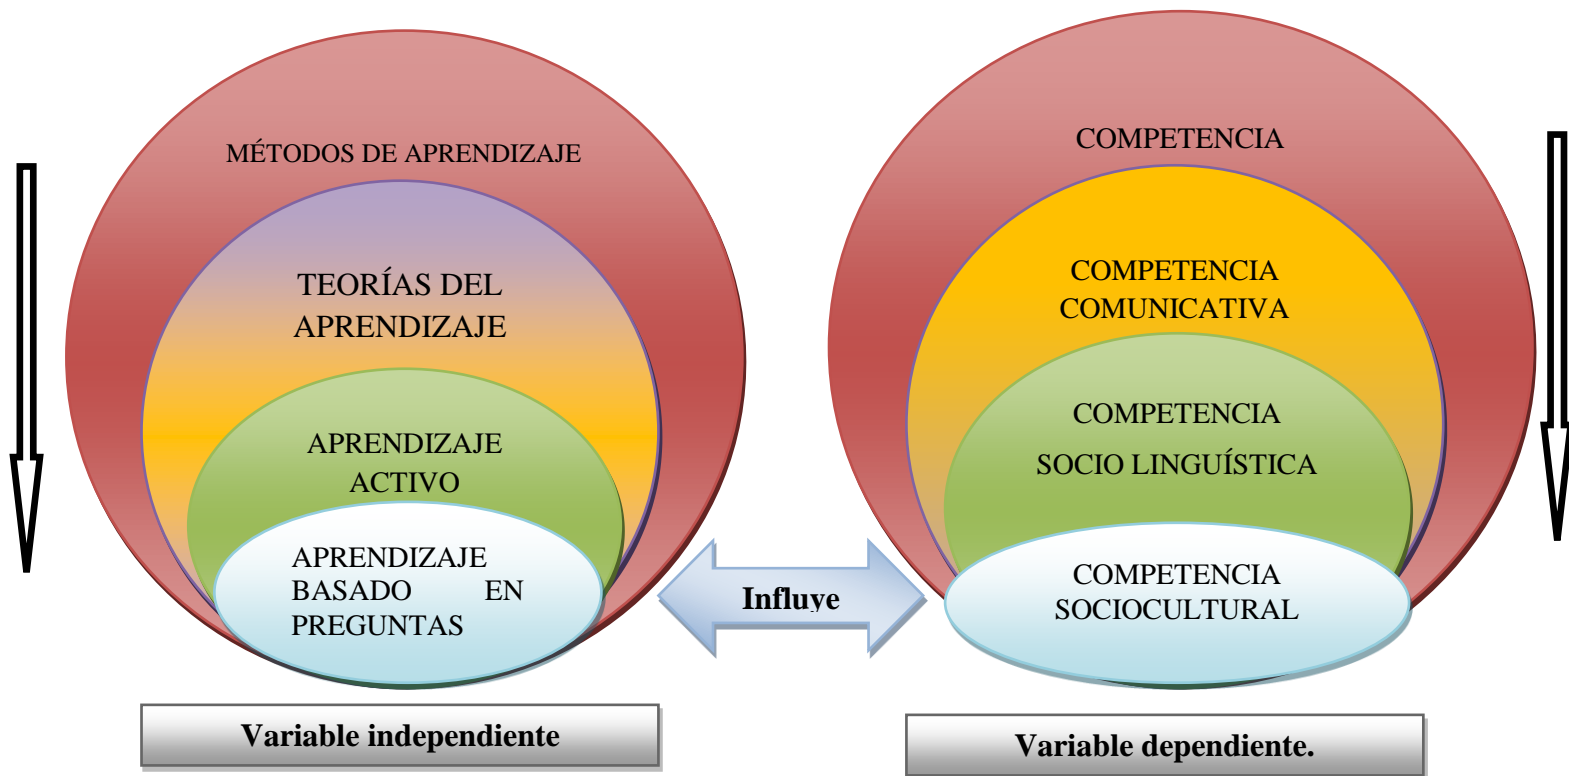 MÉTODOS DE APRENDIZAJE
TEORÍAS DEL
APRENDIZAJE
APRENDIZAJE
ACTIVO
APRENDIZAJE
BASADO EN
PREGUNTAS
Variable independiente
Influye
COMPETENCIA
COMPETENCIA
COMUNICATIVA
COMPETENCIA
SOCIO LINGUÍSTICA
COMPETENCIA
SOCIOCULTURAL
Variable dependiente.